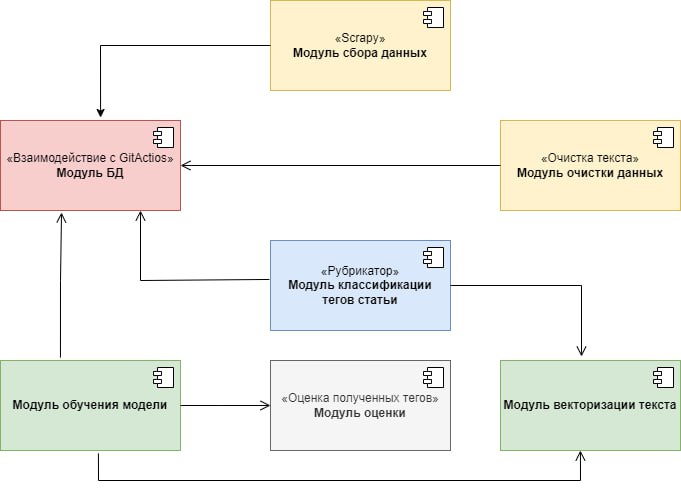 «Scrapy»
Модуль сбора данных
«Взаимодействие с GitActios»
Модуль БД
«Очистка текста»
Модуль очистки данных
«Рубрикатор»
Модуль классификации
тегов статьи
Модуль обучения модели
«Оценка полученных тегов»
Модуль оценки
Модуль векторизации текста